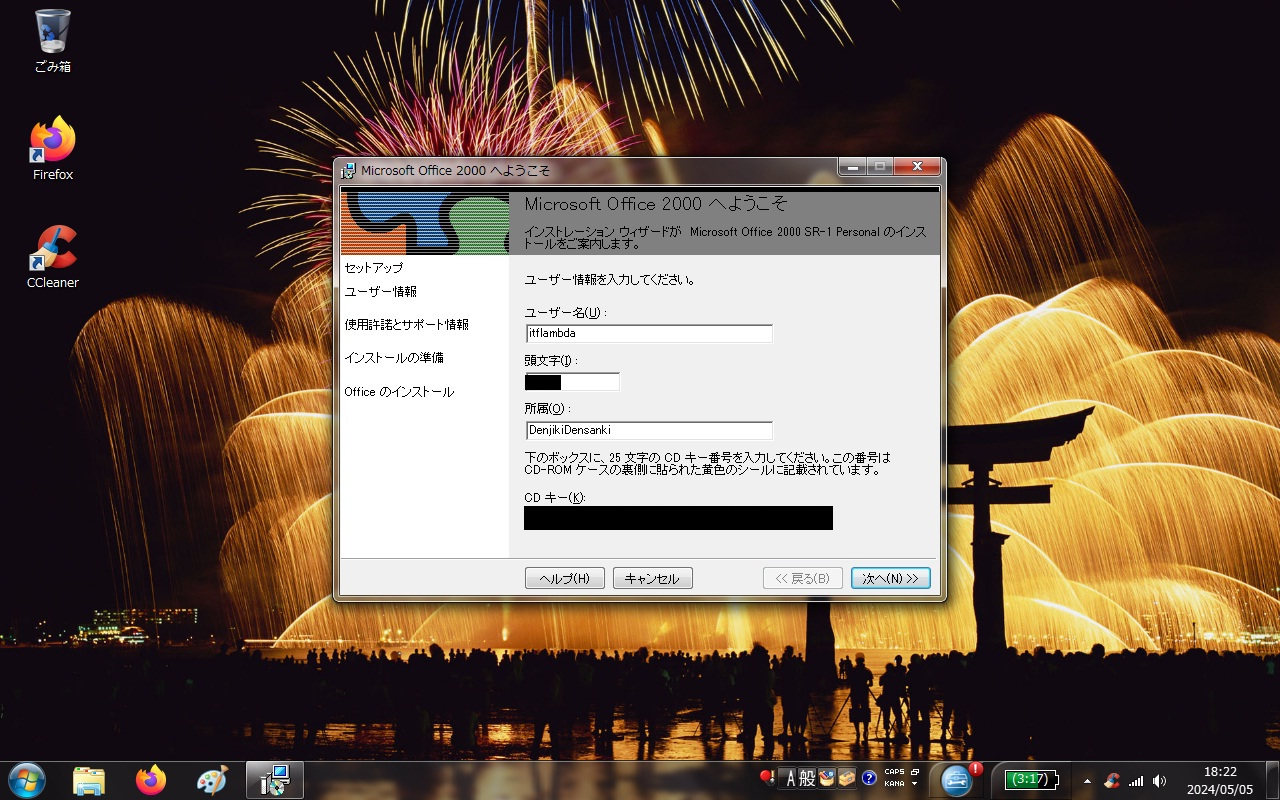 ごみ箱
Firefox
CCleaner
Microsoft Office 2000 へようこそ
Microsoft Office 2000 へようこそ
インストレーション ウィザードが Microsoft Office 2000 SR-1 Personal のインス
トールをご案内します。
セットアップ
ユーザー情報
使用許諾とサポート情報
インストールの準備
Office のインストール
ユーザー情報を入力してください。
ユーザー名(U) :
itflambda
頭文字(I) :
所属(O) :
DenjikiDensanki
下のボックスに、25 文字の CD キー番号を入力してください。この番号は
CD-ROM ケースの裏側に貼られた黄色のシールに記載されています。
CD キー(K):
ヘルプ(H)
キャンセル
<< 戻る(B)
次へ(N) >>
A 般
CAPS
KANA
(3:17)
18:22
2024/05/05